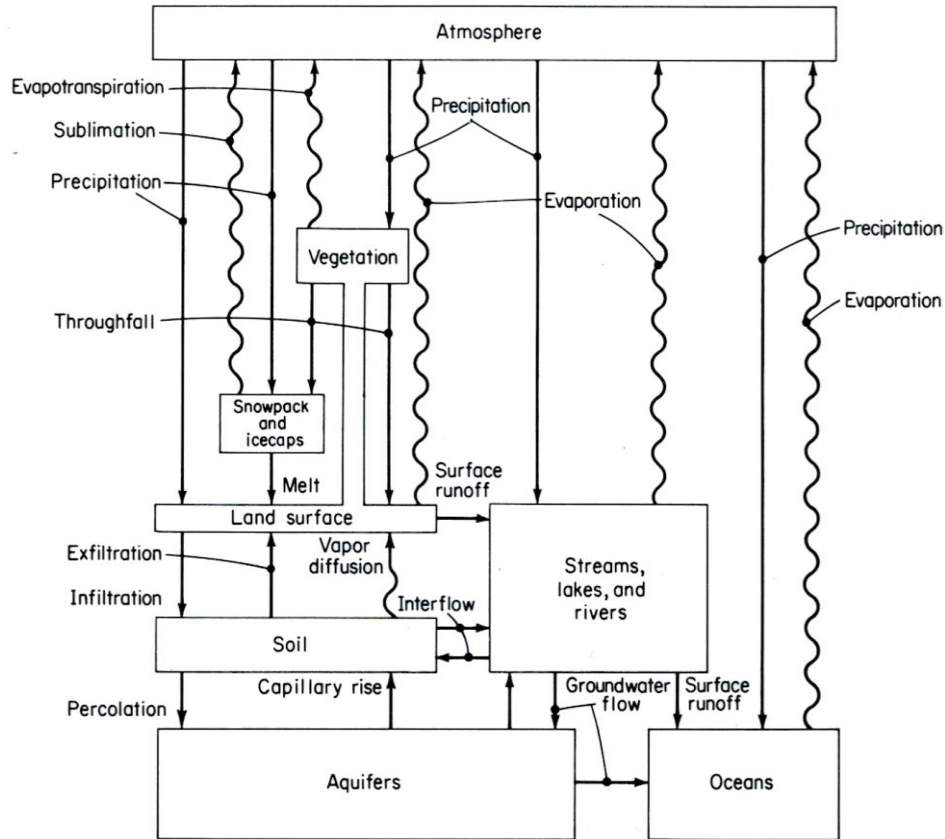 Atmosphere
Evapotranspiration
Sublimation
Precipitation
Precipitation
Evaporation
Precipitation
Evaporation
Vegetation
Throughfall
Snowpack
and
icecaps
Melt
Surface
runoff
Land surface
Exfiltration
Vapor
diffusion
Infiltration
Interflow
Streams,
lakes, and
rivers
Soil
Capillary rise
Percolation
Groundwater
flow
Surface
runoff
Aquifers
Oceans